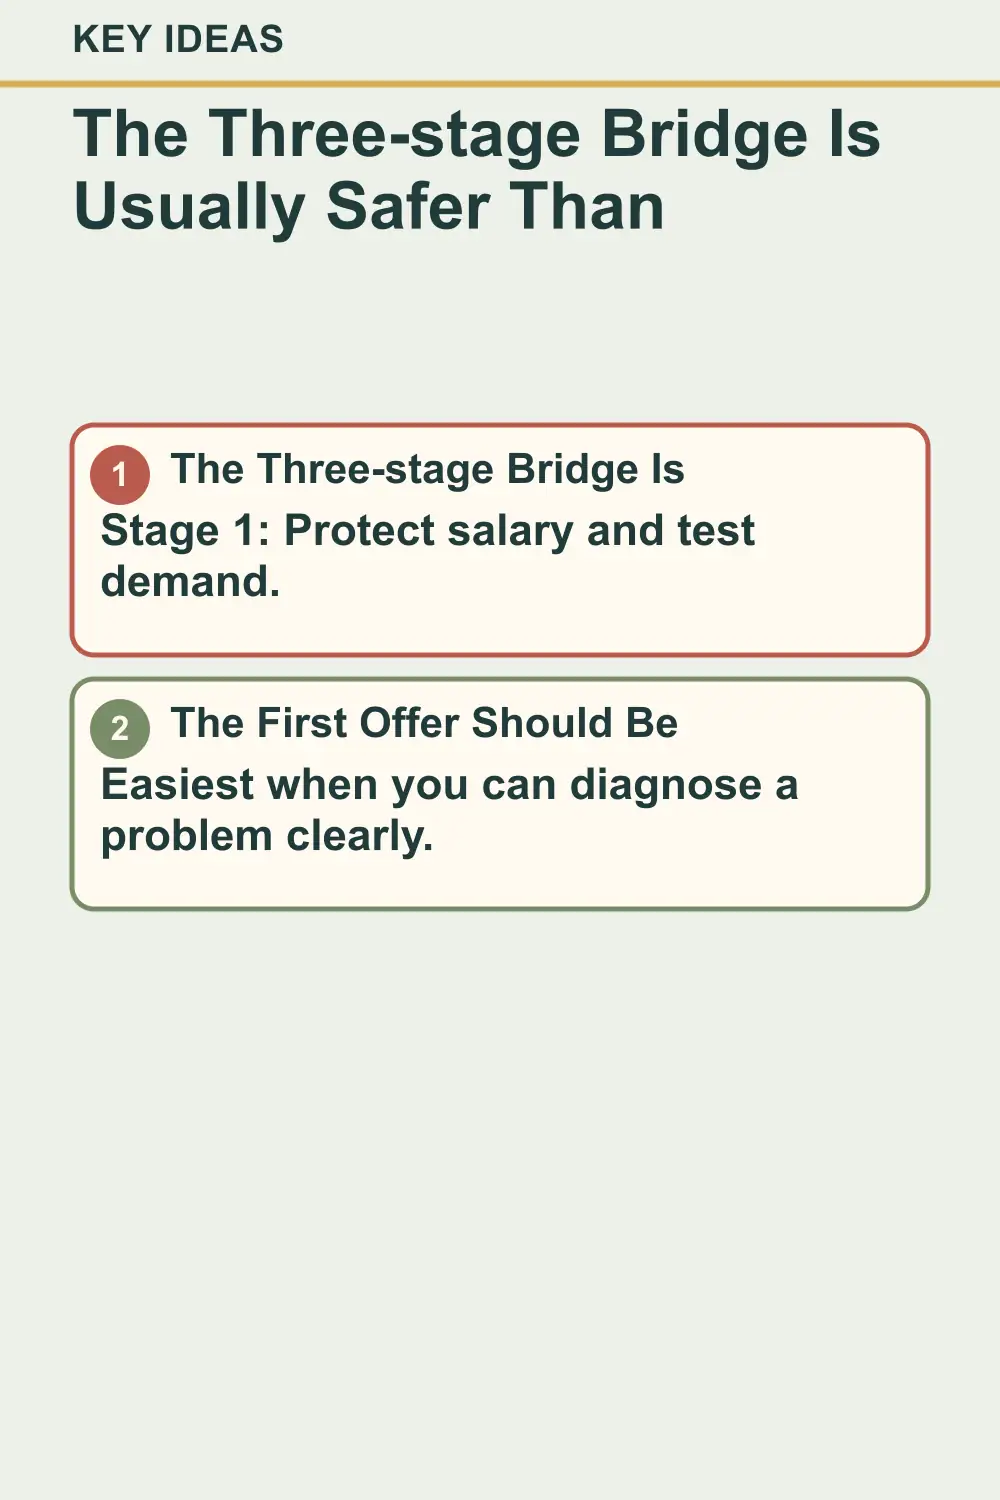 KEY IDEAS
The Three-stage Bridge Is
Usually Safer Than
1 The Three-stage Bridge Is
Stage 1: Protect salary and test
demand.
2 The First Offer Should Be
Easiest when you can diagnose a
problem clearly.